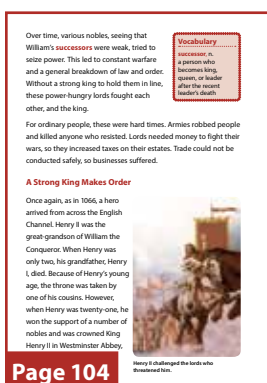 Over time, various nobles, seeing that
William's successors were weak, tried to
seize power. This led to constant warfare
and a general breakdown of law and order.
Without a strong king to hold them in line,
these power-hungry lords fought each
other, and the king.
Vocabulary
successor, n.
a person who
becomes king,
queen, or leader
after the recent
leader's death
For ordinary people, these were hard times. Armies robbed people
and killed anyone who resisted. Lords needed money to fight their
wars, so they increased taxes on their estates. Trade could not be
conducted safely, so businesses suffered.
A Strong King Makes Order
Once again, as in 1066, a hero
arrived from across the English
Channel. Henry II was the
great-grandson of William the
Conqueror. When Henry was
only two, his grandfather, Henry
I, died. Because of Henry's young
age, the throne was taken by
one of his cousins. However,
when Henry was twenty-one, he
won the support of a number of
nobles and was crowned King
Henry II in Westminster Abbey,
Henry II challenged the lords who
threatened him.
Page 104